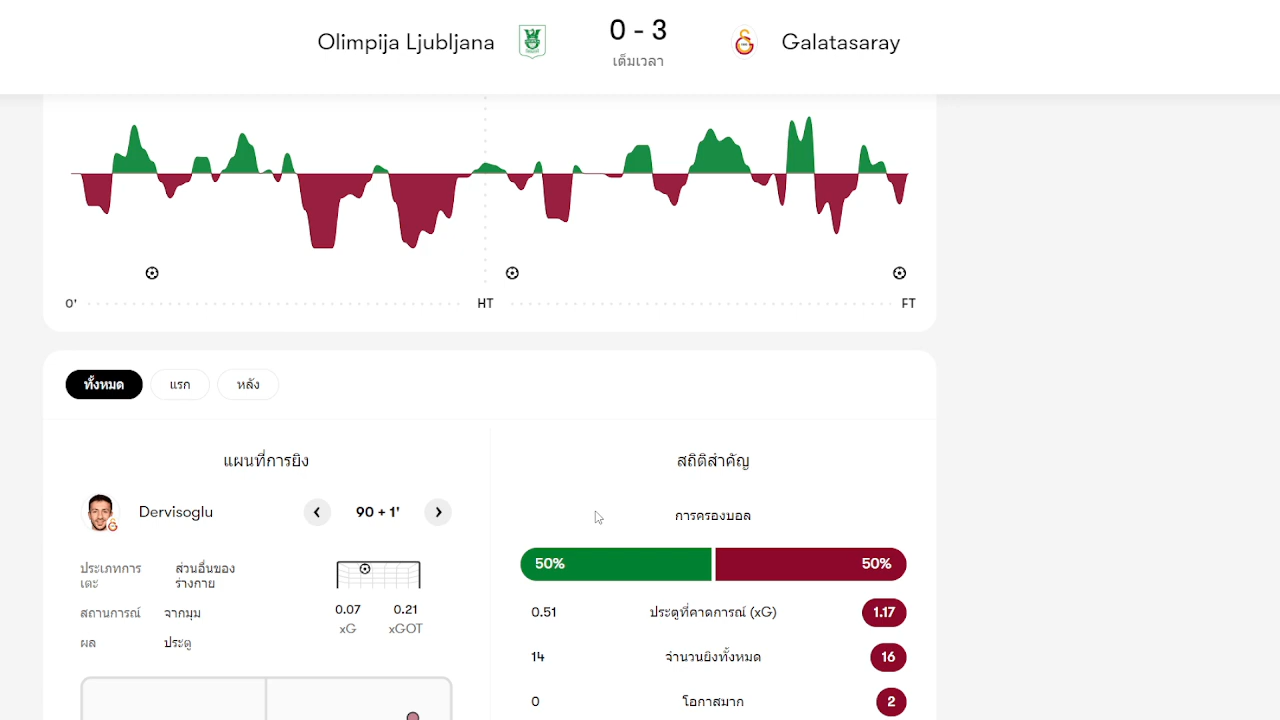 Olimpija Ljubljana
0 - 3
เต็มเวลา
Galatasaray
0'
HT
FT
ทั้งหมด
แรก
หลัง
แผนที่การยิง
Dervisoglu
90 + 1'
ประเภทการ
เตะ
ส่วนอื่นของ
ร่างกาย
สถานการณ์
จากมุม
ผล
ประตู
0.07
xG
0.21
xGOT
สถิติสำคัญ
การครองบอล
50%
50%
0.51
ประตูที่คาดการณ์ (xG)
1.17
14
จำนวนยิงทั้งหมด
16
0
โอกาสมาก
2